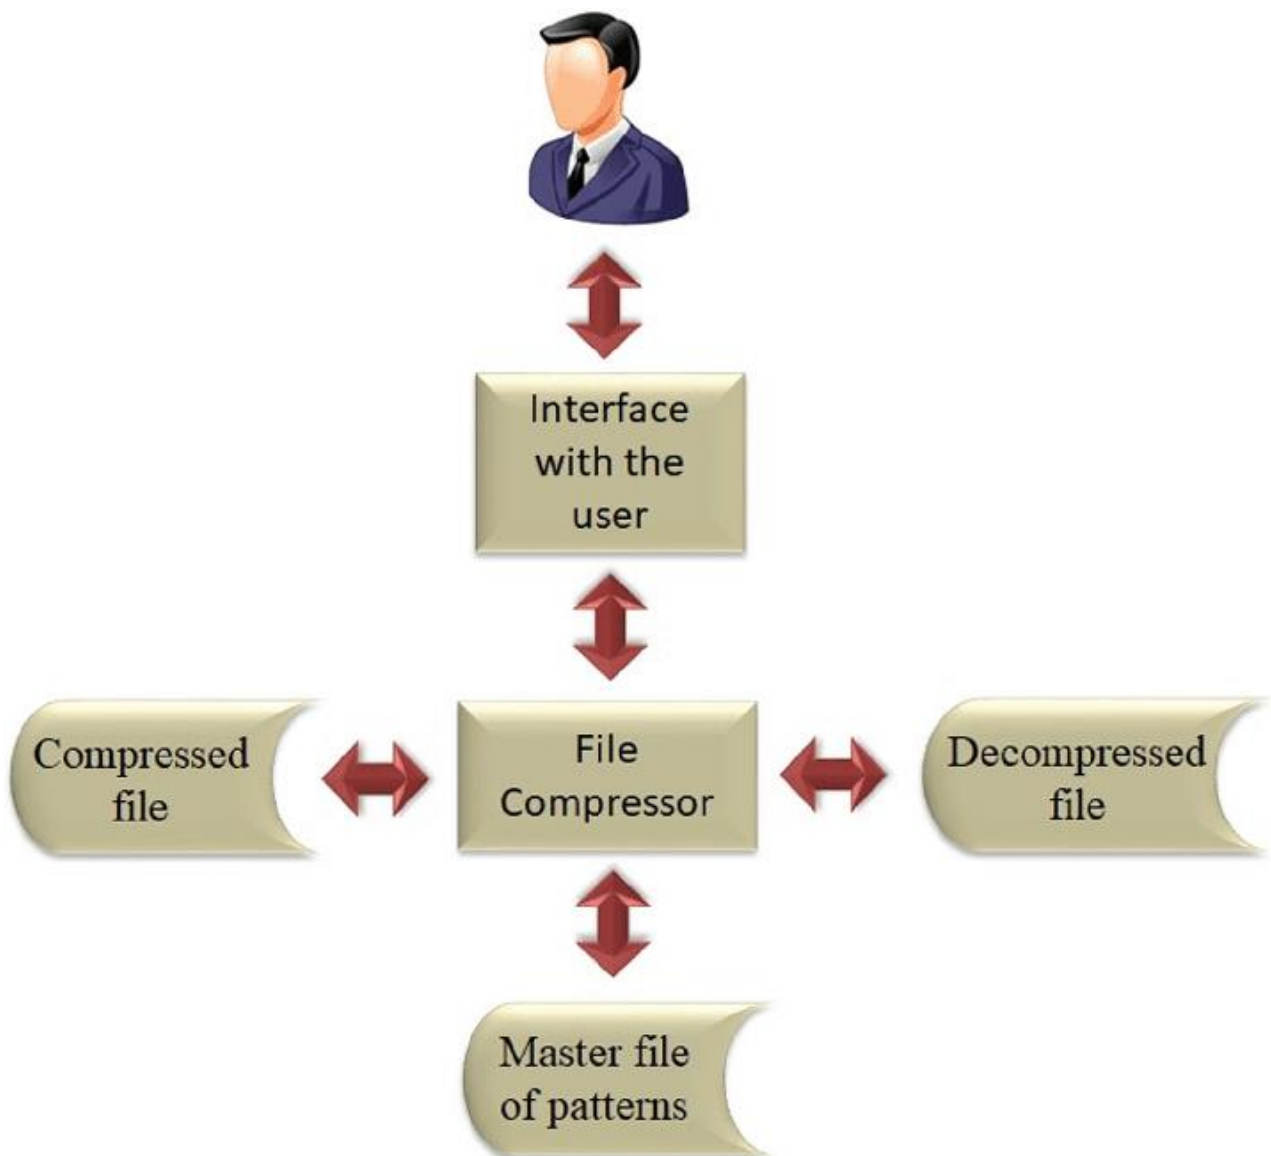 Interface
with the
user
Compressed
file
File
Compressor
Decompressed
file
Master file
of patterns